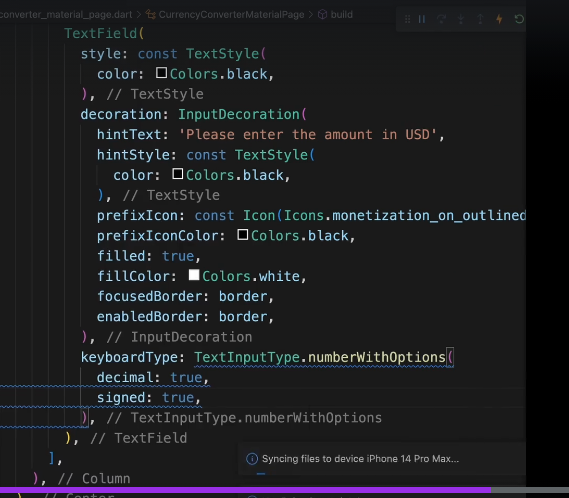 converter_material_page.dart > CurrencyConverterMaterialPage > build
TextField(
style: const TextStyle(
color: Colors.black,
), // TextStyle
decoration: InputDecoration(
hintText: 'Please enter the amount in USD',
hintStyle: const TextStyle(
color: Colors.black,
), // TextStyle
prefixIcon: const Icon(Icons.monetization_on_outlined
prefixIconColor: Colors.black,
filled: true,
fillColor: Colors.white,
focusedBorder: border,
enabledBorder: border,
), // InputDecoration
keyboardType: TextInputType.numberWithOptions(
decimal: true,
signed: true,
), // TextInputType.numberWithOptions
), // TextField
Syncing files to device iPhone 14 Pro Max...
],
), // Column
), // Center